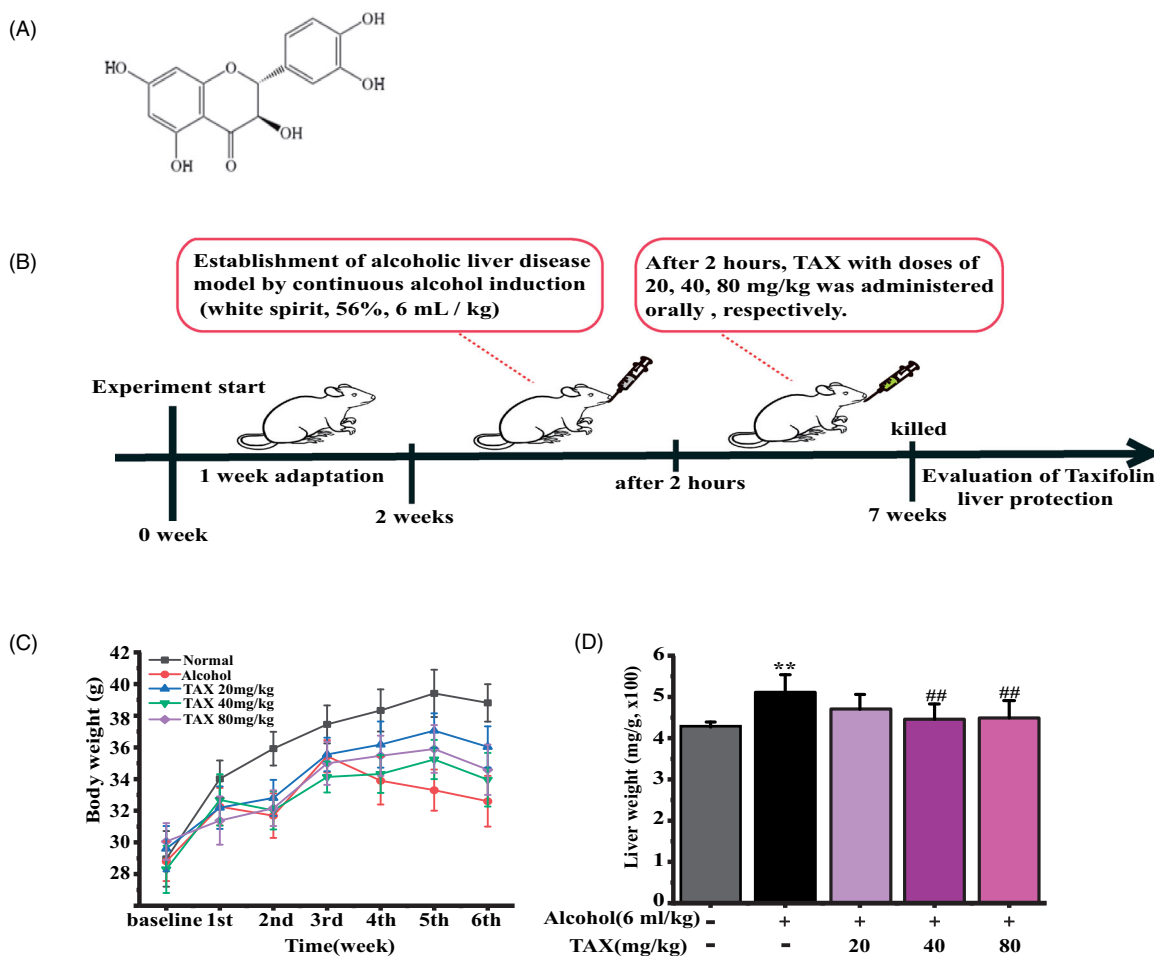 (A)
OH
HO
O
OH
OH
OH
O
(B)
Establishment of alcoholic liver disease
model by continuous alcohol induction
(white spirit, 56%, 6 mL / kg)
After 2 hours, TAX with doses of
20, 40, 80 mg/kg was administered
orally , respectively.
Experiment start
killed
1 week adaptation
after 2 hours
Evaluation of Taxifolin
liver protection
0 week
2 weeks
7 weeks
(C)
Body weight (g)
42
40
38
36
34
32
30
28
Normal
Alcohol
TAX 20mg/kg
TAX 40mg/kg
TAX 80mg/kg
baseline 1st 2nd 3rd 4th 5th 6th
Time(week)
(D)
Liver weight (mg/g, x100)
6
5
4
3
2
1
0
** ## ##
Alcohol(6 ml/kg) - + + + +
TAX(mg/kg) - - 20 40 80